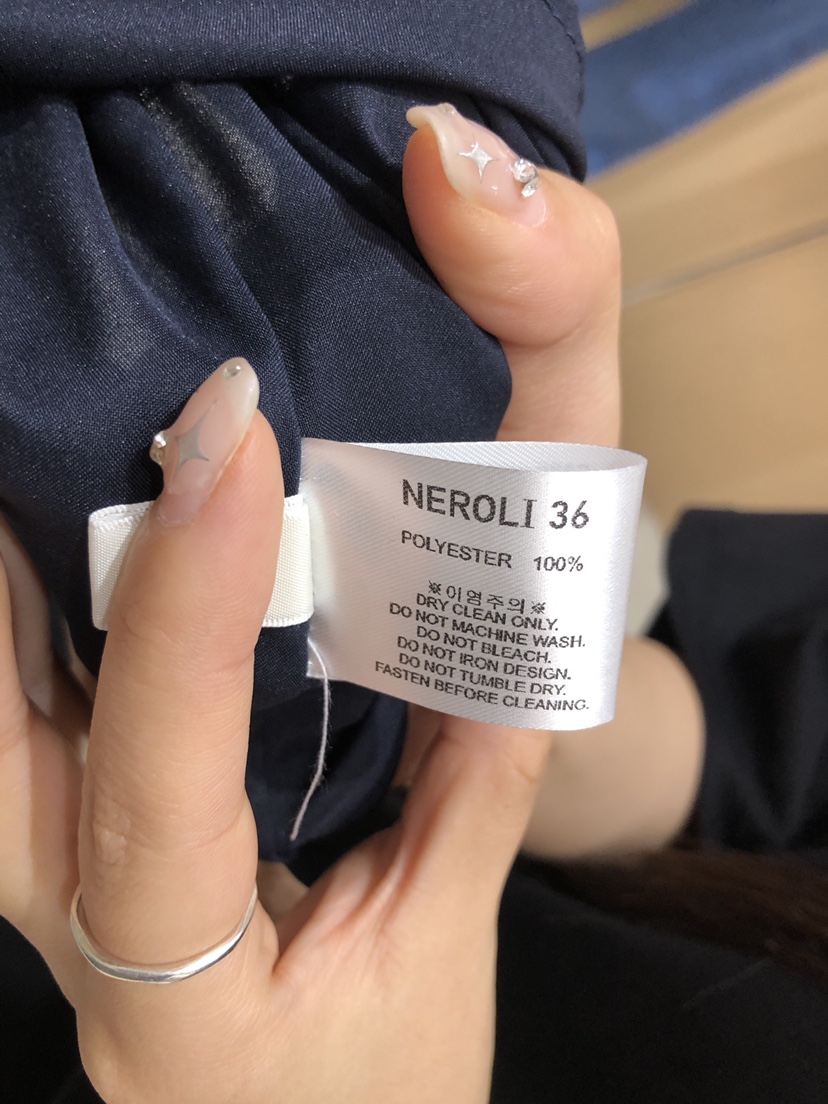 NEROLI 36
POLYESTER 100%
※이염주의※
DRY CLEAN ONLY.
DO NOT MACHINE WASH.
DO NOT BLEACH.
DO NOT IRON DESIGN.
DO NOT TUMBLE DRY.
FASTEN BEFORE CLEANING.